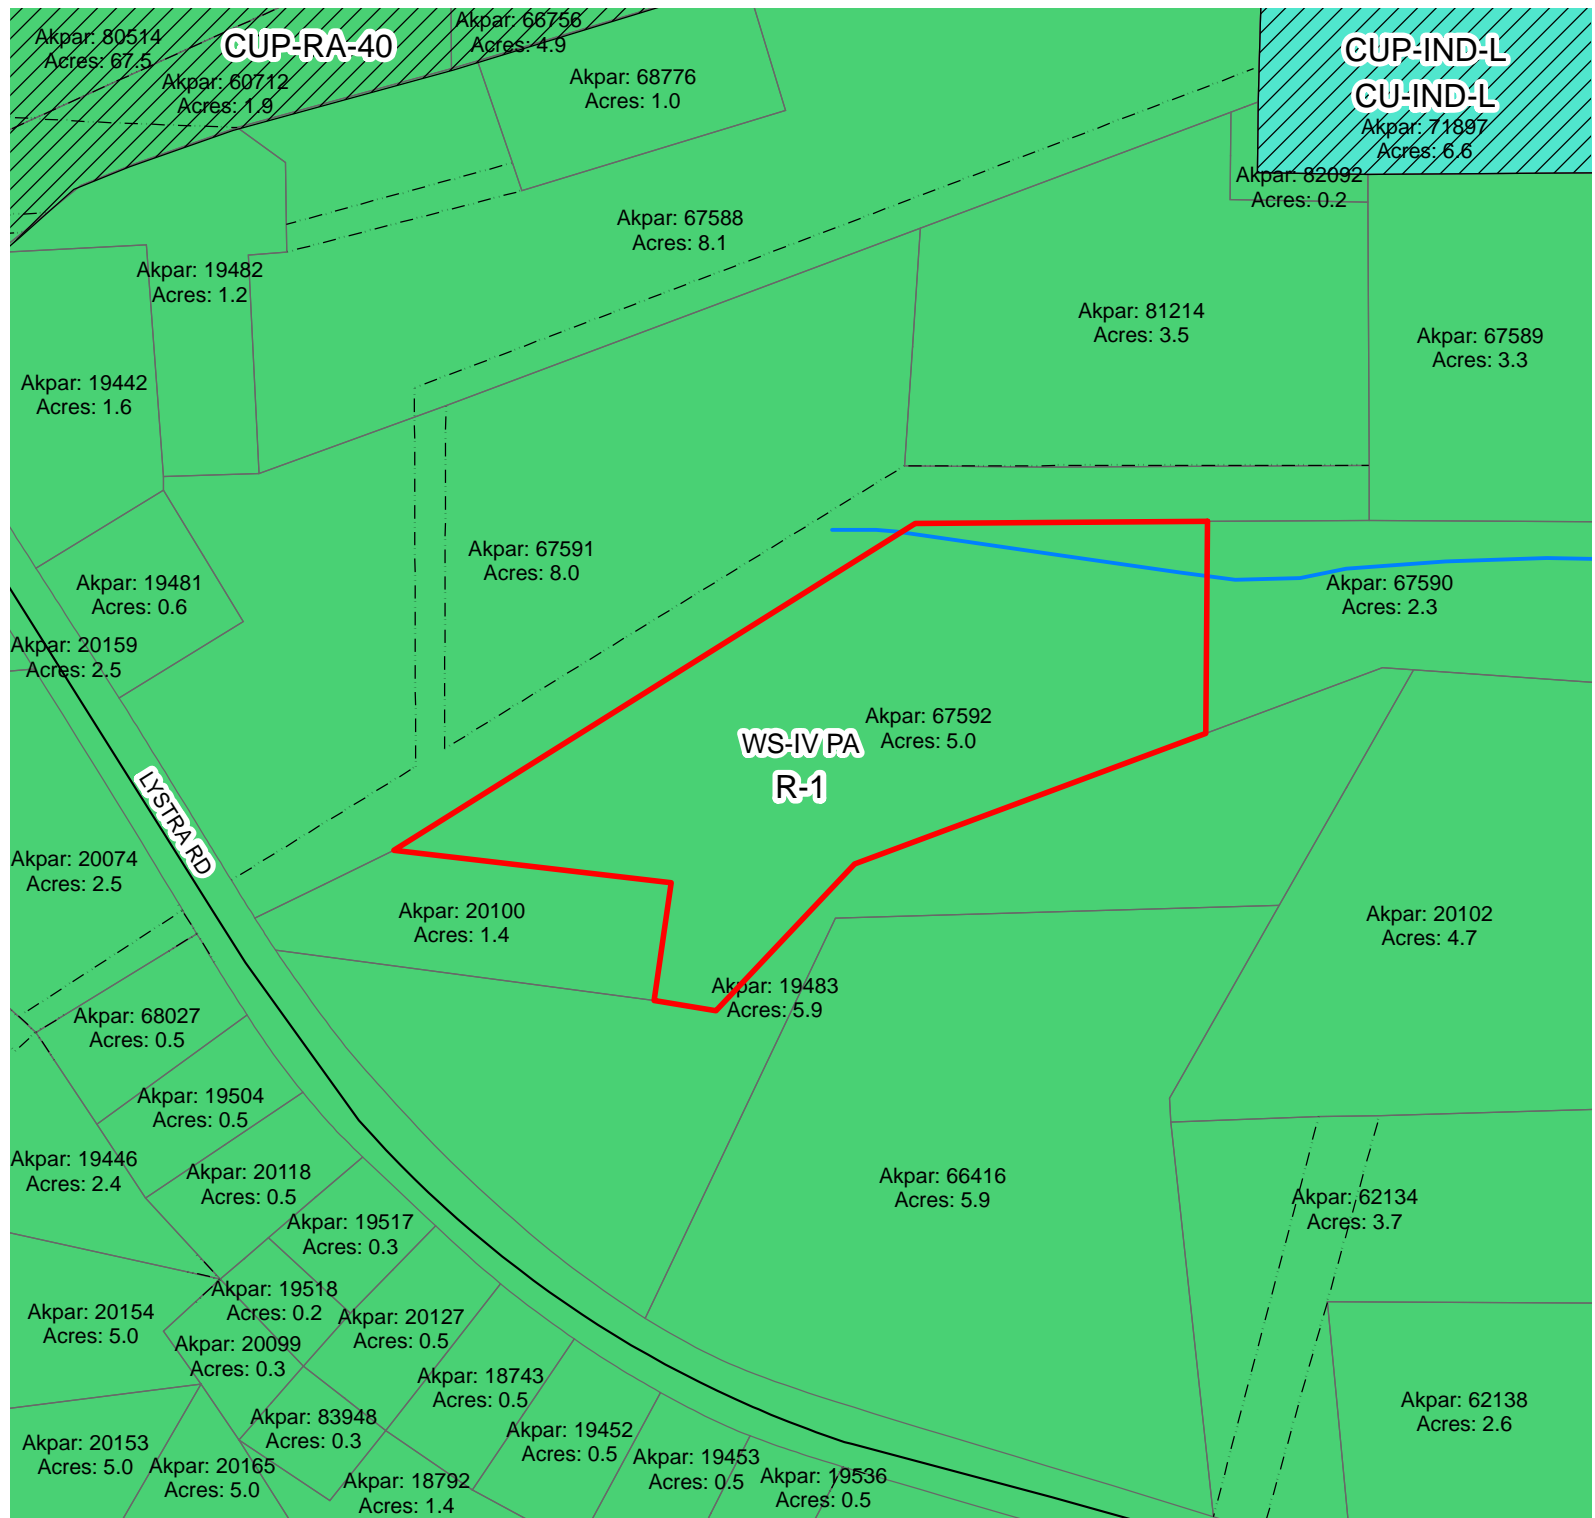 Akpar: 80514
Acres: 67.5
CUP-RA-40
Akpar: 66756
Acres: 4.9
CUP-IND-L
CU-IND-L
Akpar: 60712
Acres: 1.9
Akpar: 68776
Acres: 1.0
Akpar: 71897
Acres: 6.6
Akpar: 82092
Acres: 0.2
Akpar: 67588
Acres: 8.1
Akpar: 19482
Acres: 1.2
Akpar: 81214
Acres: 3.5
Akpar: 67589
Acres: 3.3
Akpar: 19442
Acres: 1.6
Akpar: 67591
Acres: 8.0
Akpar: 19481
Acres: 0.6
Akpar: 67590
Acres: 2.3
Akpar: 20159
Acres: 2.5
Akpar: 67592
Acres: 5.0
WS-IV PA
R-1
LYSTRA RD
Akpar: 20074
Acres: 2.5
Akpar: 20100
Acres: 1.4
Akpar: 20102
Acres: 4.7
Akpar: 19483
Acres: 5.9
Akpar: 68027
Acres: 0.5
Akpar: 19504
Acres: 0.5
Akpar: 19446
Acres: 2.4
Akpar: 20118
Acres: 0.5
Akpar: 66416
Acres: 5.9
Akpar: 62134
Acres: 3.7
Akpar: 19517
Acres: 0.3
Akpar: 19518
Acres: 0.2
Akpar: 20154
Acres: 5.0
Akpar: 20127
Acres: 0.5
Akpar: 20099
Acres: 0.3
Akpar: 18743
Acres: 0.5
Akpar: 62138
Acres: 2.6
Akpar: 83948
Acres: 0.3
Akpar: 19452
Acres: 0.5
Akpar: 20153
Acres: 5.0
Akpar: 20165
Acres: 5.0
Akpar: 19453
Acres: 0.5
Akpar: 18792
Acres: 1.4
Akpar: 19536
Acres: 0.5